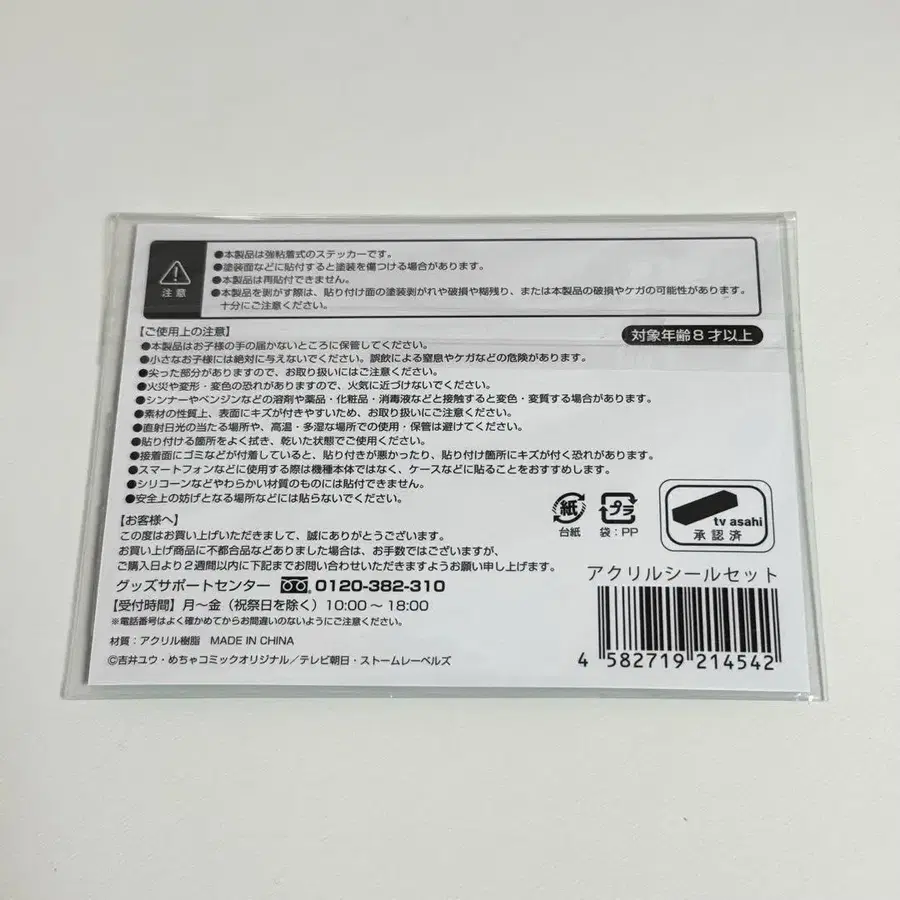 ●本製品は強粘着式のステッカーです。
●塗装面などに貼付すると塗装を傷つける場合があります。
●本製品は再貼付できません。
●本製品を剥がす際は、貼り付け面の塗装剥がれや破損や糊残り、または本製品の破損やケガの可能性があります。
十分にご注意ください。
注意
【ご使用上の注意】
対象年齢8才以上
●本製品はお子様の手の届かないところに保管してください。
●小さなお子様には絶対に与えないでください。誤飲による窒息やケガなどの危険があります。
●尖った部分がありますので、お取り扱いにはご注意ください。
●火災や変形・変色の恐れがありますので、火気に近づけないでください。
●シンナーやベンジンなどの溶剤や薬品・化粧品・消毒液などと接触すると変色・変質する場合があります。
●素材の性質上、表面にキズが付きやすいため、お取り扱いにご注意ください。
●直射日光の当たる場所や、高温・多湿な場所での使用・保管は避けてください。
●貼り付ける箇所をよく拭き、乾いた状態でご使用ください。
●接着面にゴミなどが付着していると、貼り付きが悪かったり、貼り付け箇所にキズが付く恐れがあります。
●スマートフォンなどに使用する際は機種本体ではなく、ケースなどに貼ることをおすすめします。
●シリコーンなどやわらかい材質のものには貼付できません。
●安全上の妨げとなる場所などには貼らないでください。
【お客様へ】
この度はお買い上げいただきまして、誠にありがとうございます。
お買い上げ商品に不都合品などありました場合は、お手数ではございますが、
ご購入日より2週間以内に下記までお問い合わせいただきますようお願い申し上げます。
グッズサポートセンター 0120-382-310
【受付時間】月～金（祝祭日を除く）10:00～18:00
※電話番号はよく確かめてからお間違いのないようにご注意ください。
材質：アクリル樹脂 MADE IN CHINA
©吉井ユウ・めちゃコミックオリジナル／テレビ朝日・ストームレーベルズ
紙
台紙
プラ
袋：PP
tv asahi
承認済
アクリルシールセット
4 582719 214542